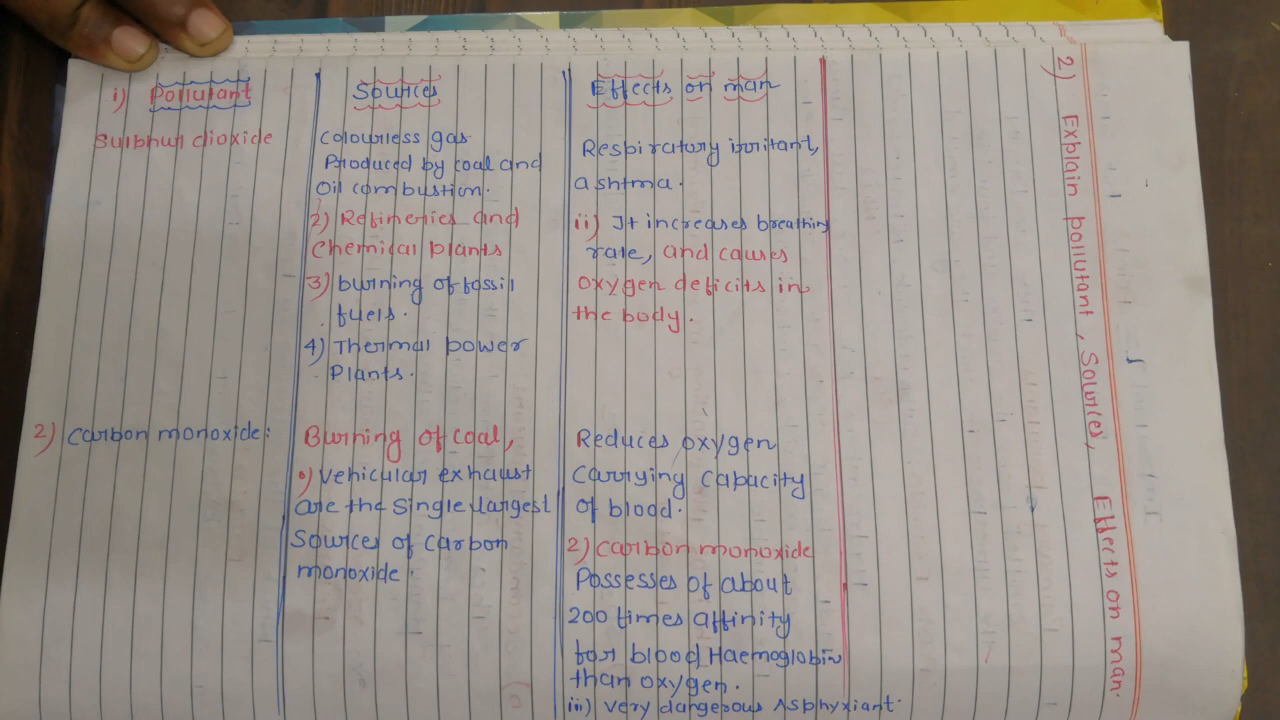 2) Explain pollutant, Sources, Effects on man.
i) Pollutant
Sulphur dioxide
Sources
Colourless gas
Produced by coal and
Oil combustion.
2) Refineries and
Chemical plants
3) burning of fossil
fuels.
4) Thermal power
Plants.
Effects on man
Respiratory irritant,
ashtma.
ii) It increases breathing
rate, and causes
oxygen deficits in
the body.
2) Carbon monoxide:
Burning of coal,
•) Vehicular exhaust
are the Single largest
Sources of carbon
monoxide.
Reduces oxygen
Carrying capacity
of blood.
2) Carbon monoxide
Possesses of about
200 times affinity
for blood Haemoglobin
than oxygen.
iii) Very dangerous Asphyxiant.